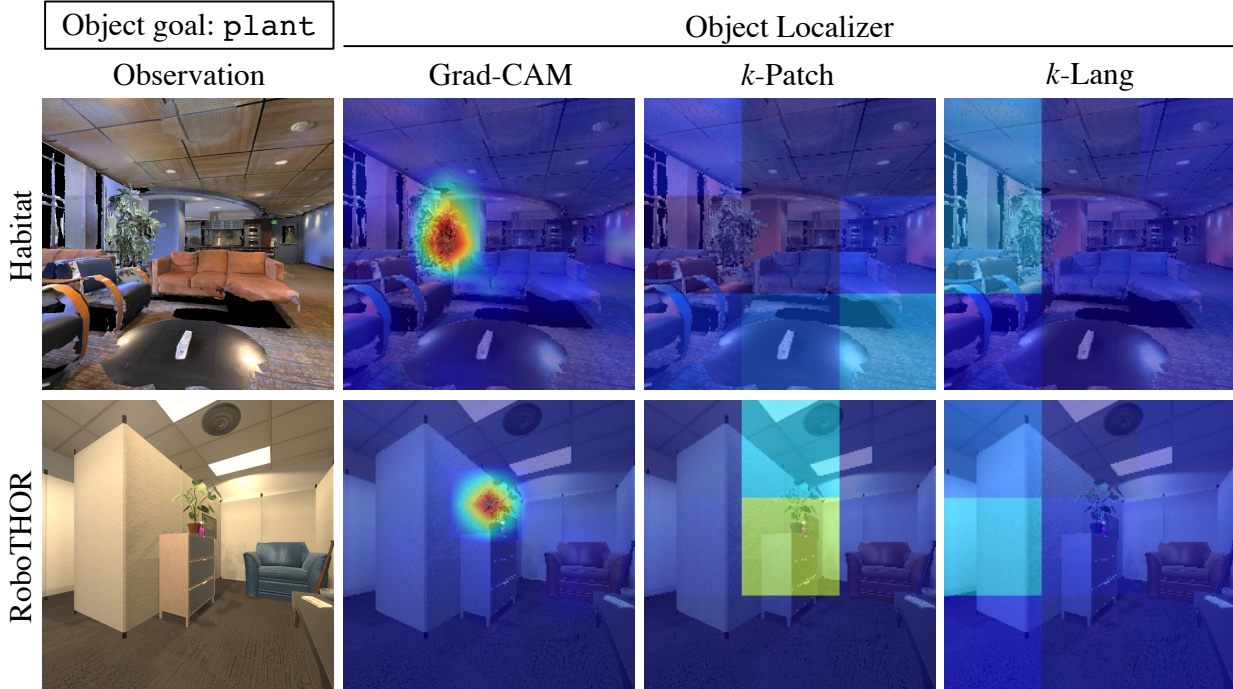 Object goal: plant
Object Localizer
Observation
Grad-CAM
k-Patch
k-Lang
Habitat
RoboTHOR